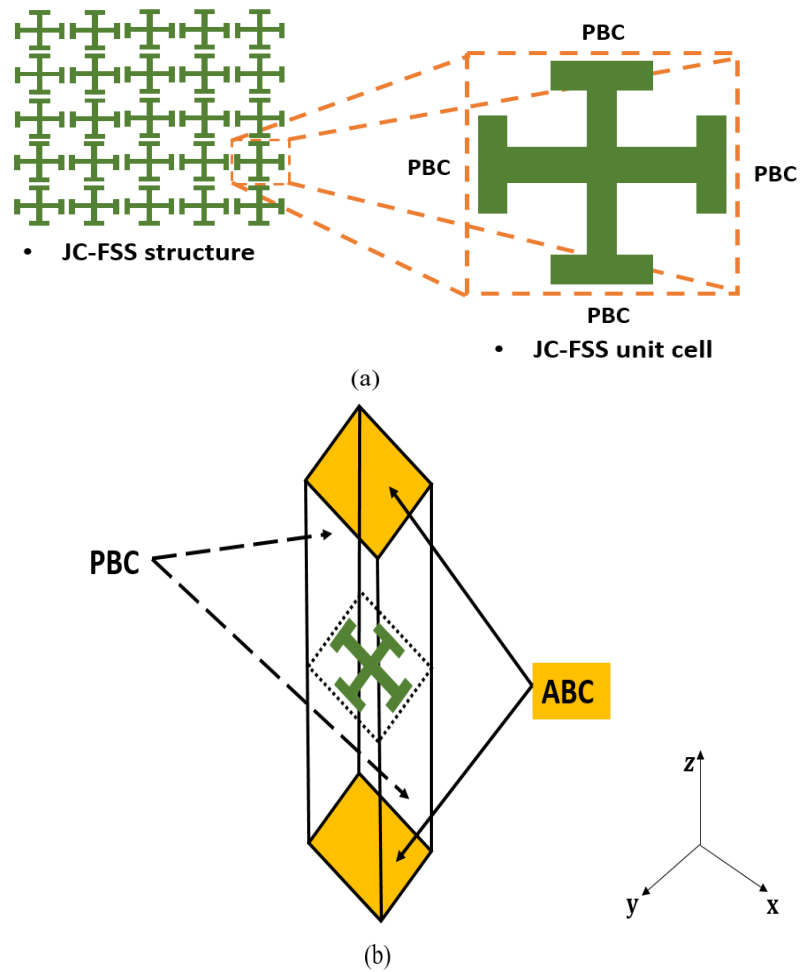 PBC
PBC
PBC
PBC
• JC-FSS structure
• JC-FSS unit cell
(a)
PBC
ABC
z
y
x
(b)